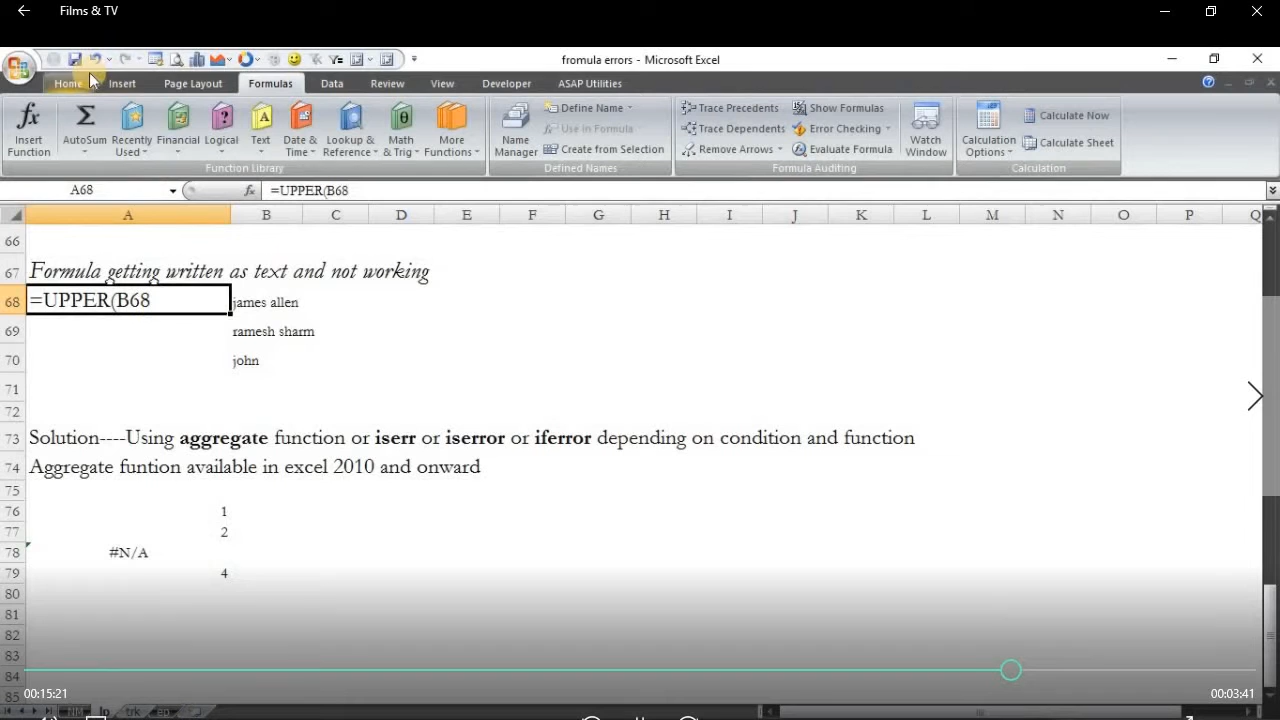 Films & TV
fromula errors - Microsoft Excel
Home Insert Page Layout Formulas Data Review View Developer ASAP Utilities
fx Insert Function
Σ AutoSum
Recently Used
Financial
? Logical
A Text
Date & Time
Lookup & Reference
θ Math & Trig
More Functions
Function Library
Name Manager
Define Name
Use in Formula
Create from Selection
Defined Names
Trace Precedents
Trace Dependents
Remove Arrows
Show Formulas
Error Checking
Evaluate Formula
Watch Window
Formula Auditing
Calculation Options
Calculate Now
Calculate Sheet
Calculation
A68 fx =UPPER(B68
A B C D E F G H I J K L M N O P Q
66
67 Formula getting written as text and not working
68 =UPPER(B68 james allen
69 ramesh sharm
70 john
71
72
73 Solution----Using aggregate function or iserr or iserror or iferror depending on condition and function
74 Aggregate funtion available in excel 2010 and onward
75
76 1
77 2
78 #N/A
79 4
80
81
82
83
84
85
00:15:21 00:03:41